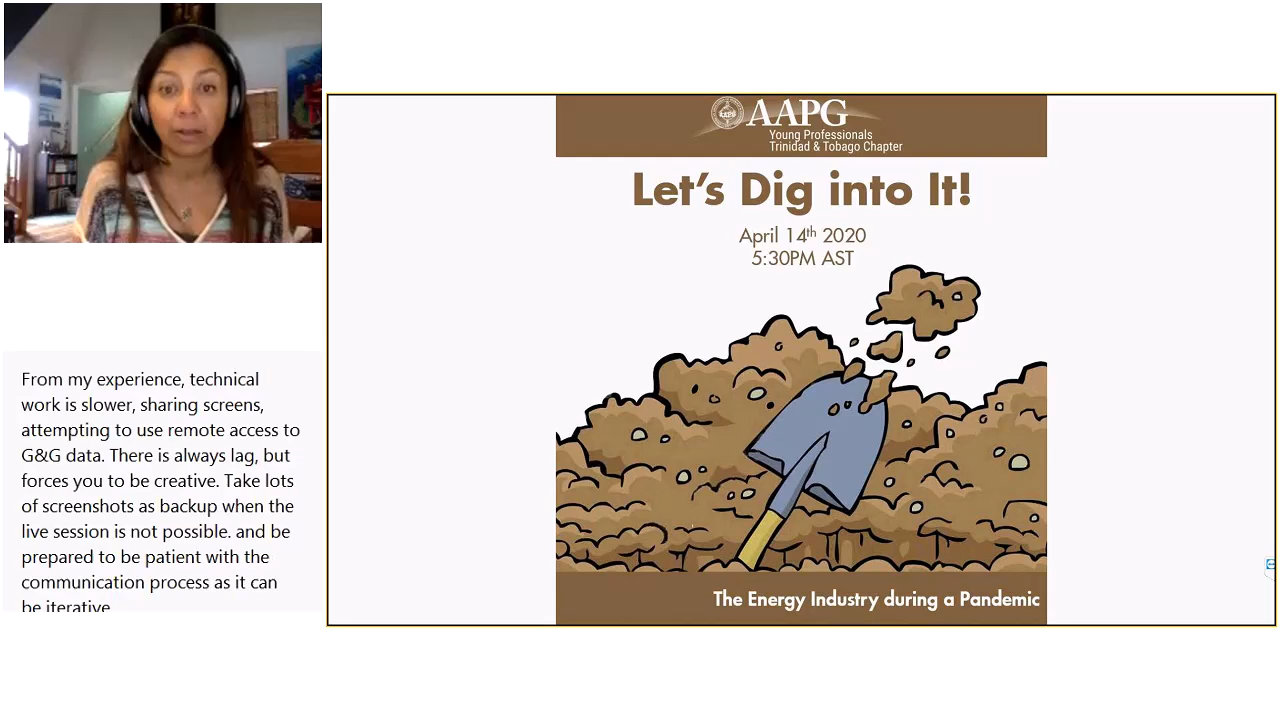 From my experience, technical
work is slower, sharing screens,
attempting to use remote access to
G&G data. There is always lag, but
forces you to be creative. Take lots
of screenshots as backup when the
live session is not possible. and be
prepared to be patient with the
communication process as it can
be iterative
AAPG
Young Professionals
Trinidad & Tobago Chapter
Let's Dig into It!
April 14th 2020
5:30PM AST
The Energy Industry during a Pandemic